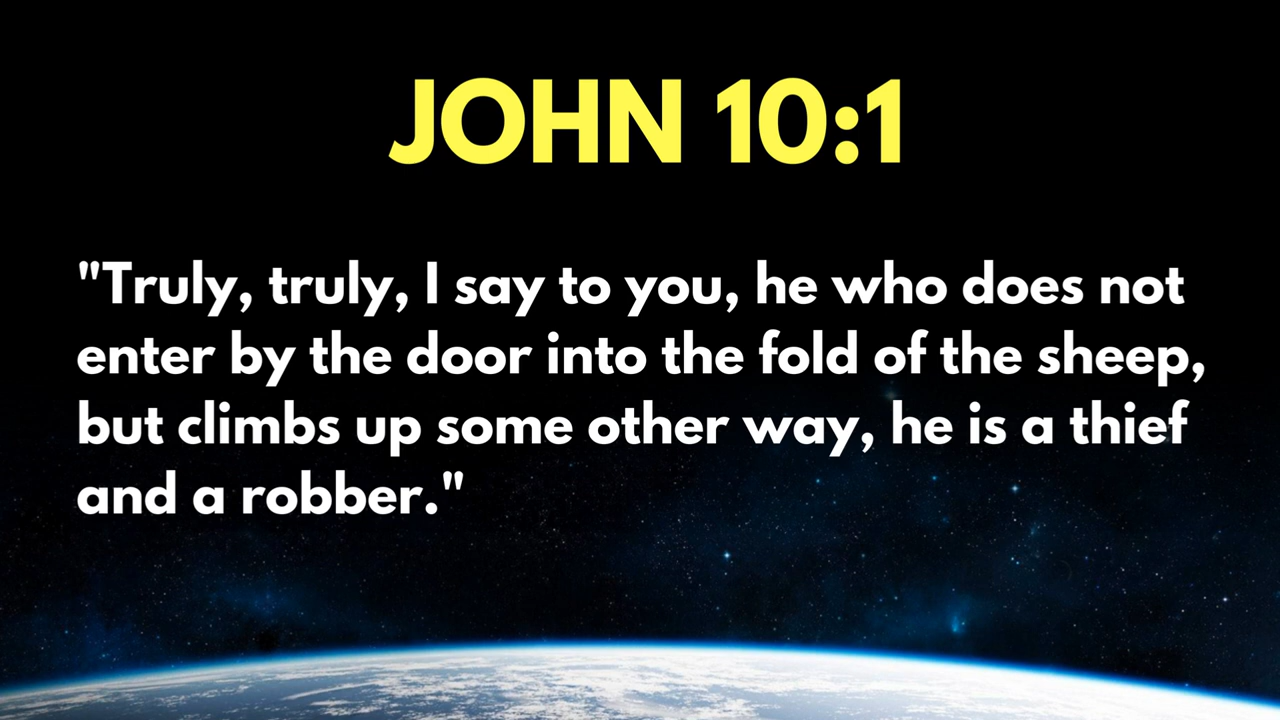 JOHN 10:1
"Truly, truly, I say to you, he who does not
enter by the door into the fold of the sheep,
but climbs up some other way, he is a thief
and a robber."